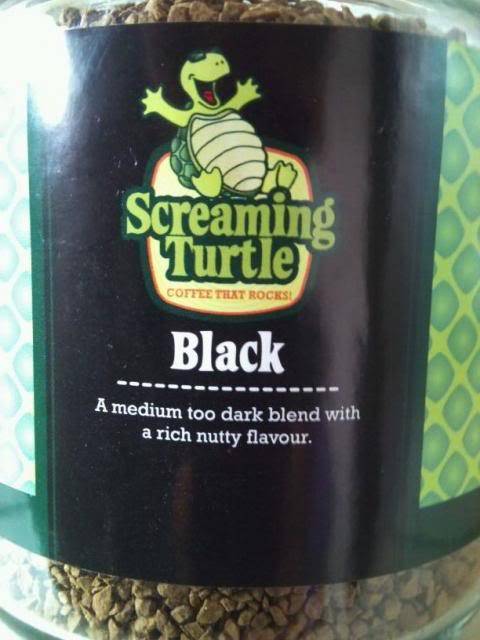 Screaming
Turtle
COFFEE THAT ROCKS!
Black
A medium too dark blend with
a rich nutty flavour.